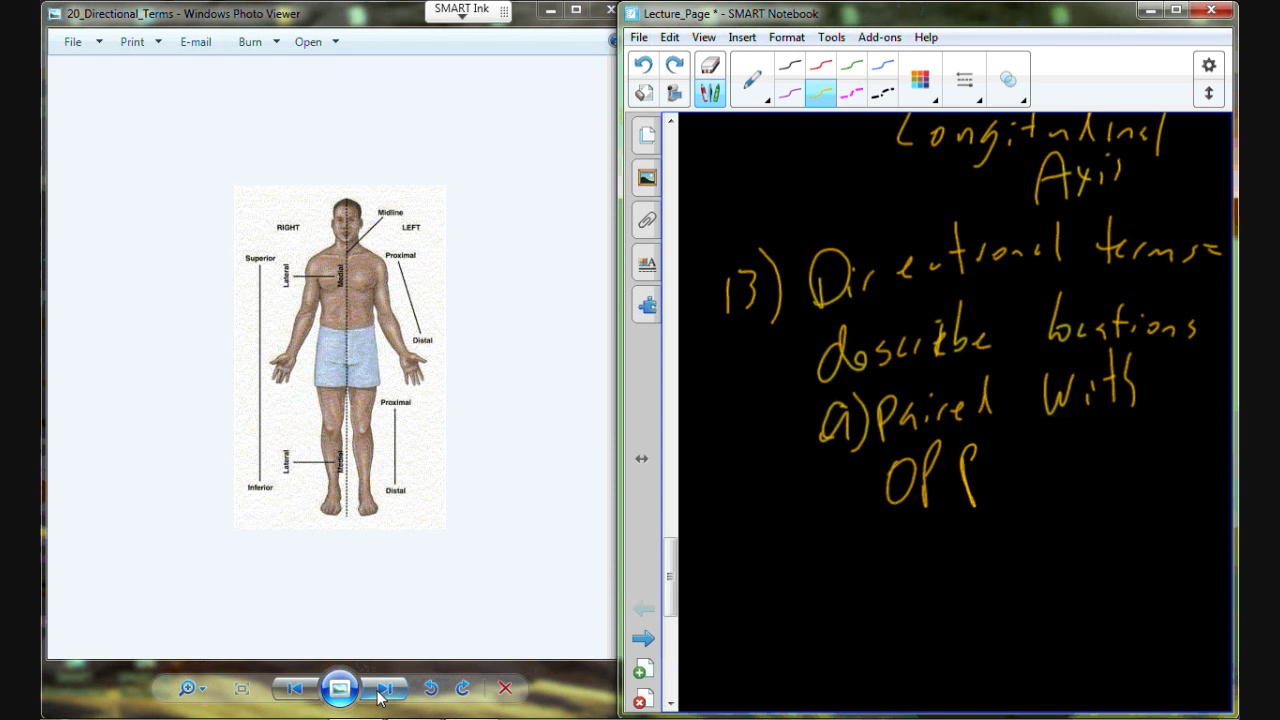 20_Directional_Terms - Windows Photo Viewer
SMART Ink
File Print E-mail Burn Open
Midline
RIGHT LEFT
Superior Proximal
Lateral Medial
Distal
Proximal
Lateral Medial
Inferior Distal
Lecture_Page * - SMART Notebook
File Edit View Insert Format Tools Add-ons Help
Longitudinal
Axis
13) Directional terms=
describe locations
a) Paired with
opp